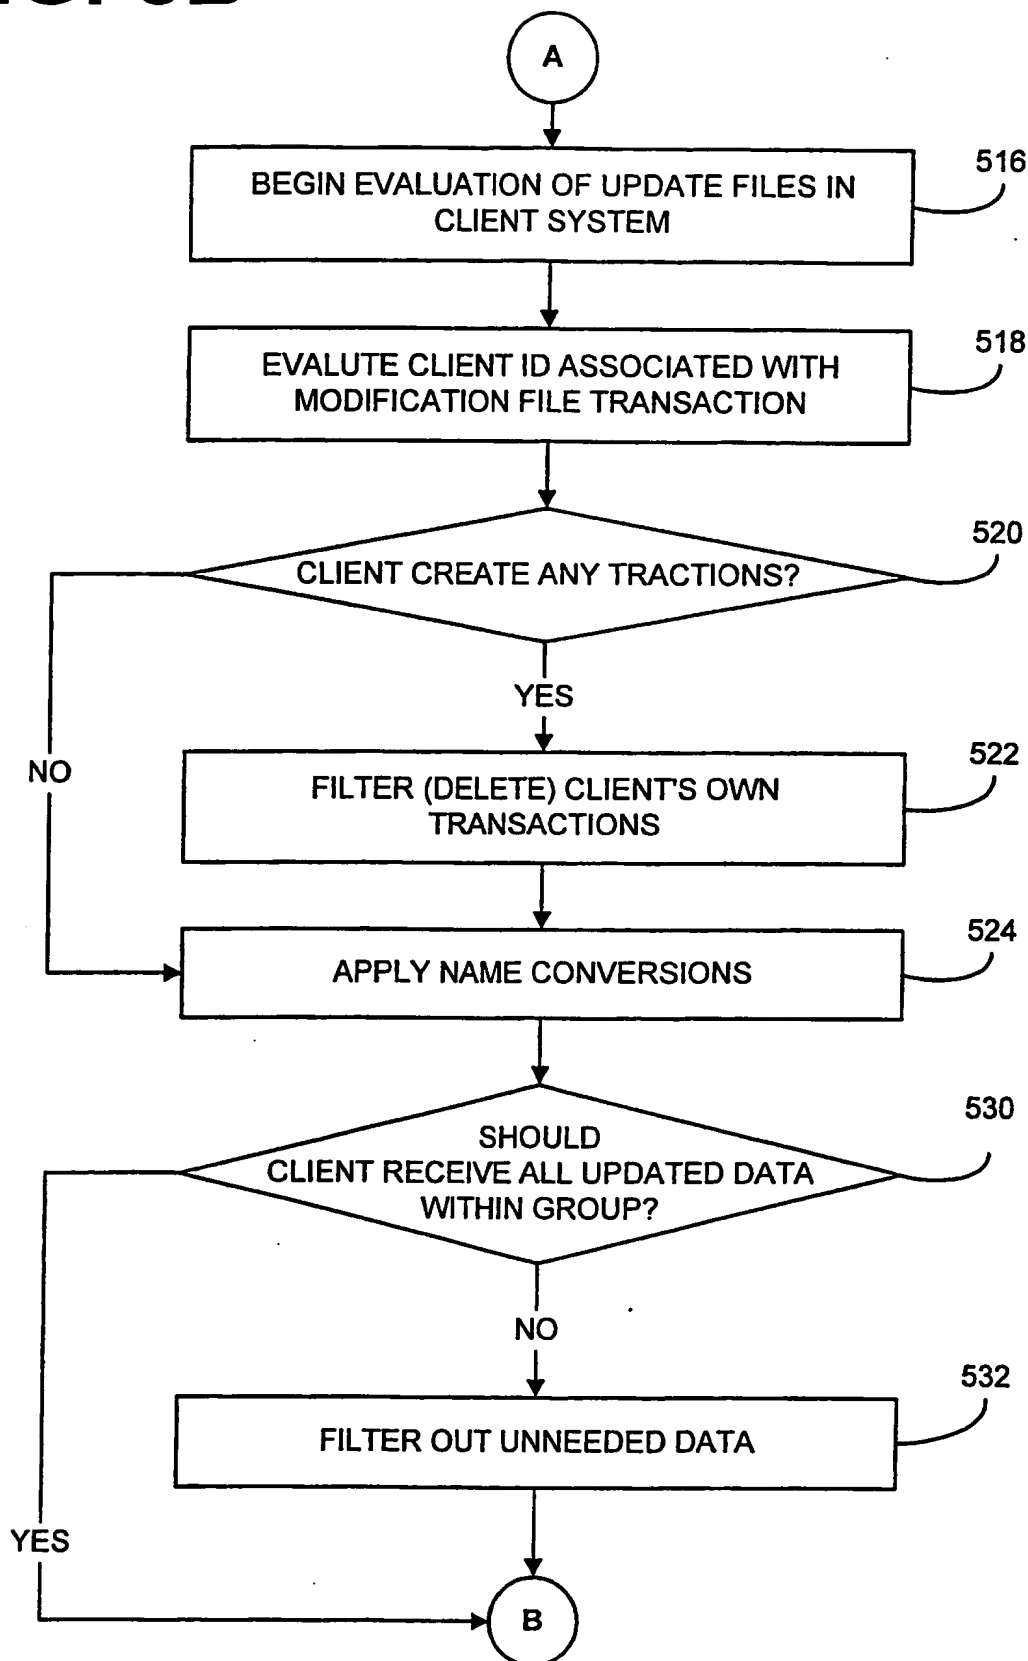 A
BEGIN EVALUATION OF UPDATE FILES IN
CLIENT SYSTEM
516
EVALUTE CLIENT ID ASSOCIATED WITH
MODIFICATION FILE TRANSACTION
518
CLIENT CREATE ANY TRACTIONS?
520
YES
NO
FILTER (DELETE) CLIENT'S OWN
TRANSACTIONS
522
APPLY NAME CONVERSIONS
524
SHOULD
CLIENT RECEIVE ALL UPDATED DATA
WITHIN GROUP?
530
NO
FILTER OUT UNNEEDED DATA
532
YES
B